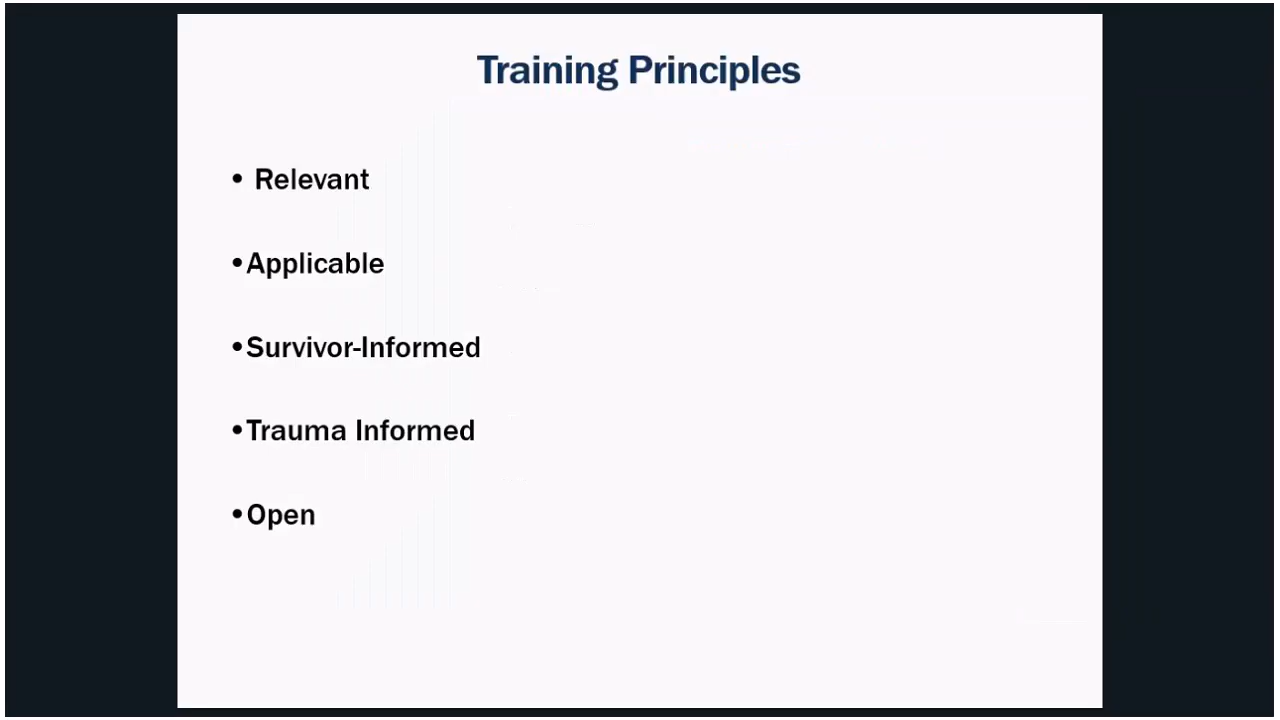 Training Principles
• Relevant
•Applicable
•Survivor-Informed
•Trauma Informed
•Open